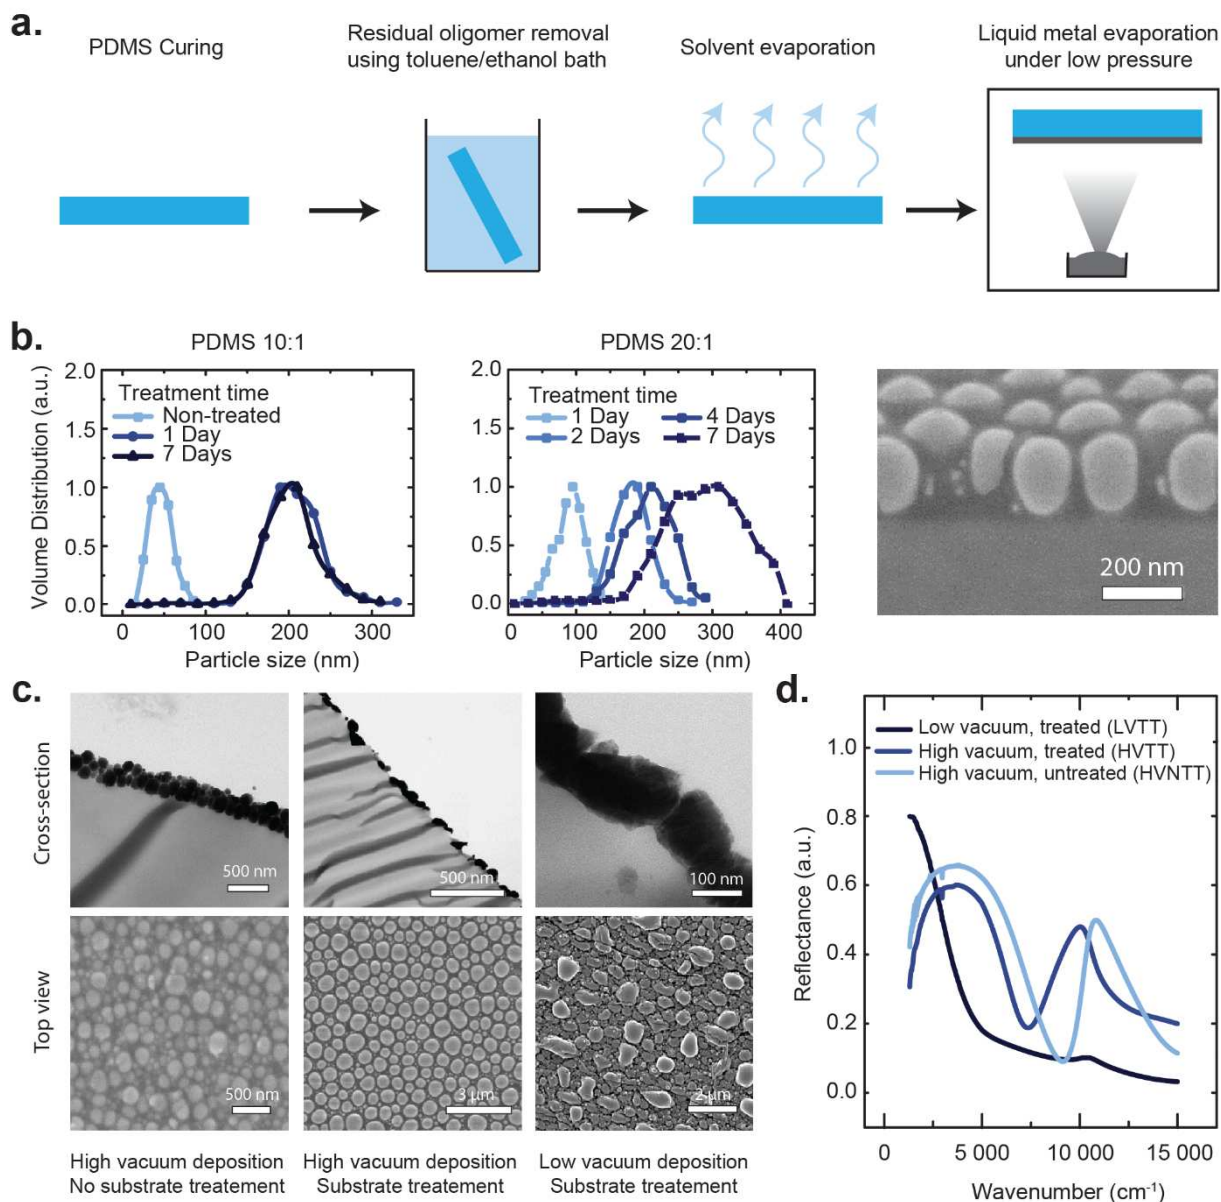 a.
PDMS Curing
Residual oligomer removal
using toluene/ethanol bath
Solvent evaporation
Liquid metal evaporation
under low pressure
b.
PDMS 10:1
Volume Distribution (a.u.)
2.0
1.5
1.0
0.5
0.0
Treatment time
Non-treated
1 Day
7 Days
0 100 200 300
Particle size (nm)
PDMS 20:1
2.0
1.5
1.0
0.5
0.0
Treatment time
1 Day
2 Days
4 Days
7 Days
0 100 200 300 400
Particle size (nm)
200 nm
c.
Cross-section
500 nm
500 nm
100 nm
Top view
500 nm
3 µm
2 µm
High vacuum deposition
No substrate treatement
High vacuum deposition
Substrate treatement
Low vacuum deposition
Substrate treatement
d.
Reflectance (a.u.)
1.0
0.8
0.6
0.4
0.2
0.0
Low vacuum, treated (LVTT)
High vacuum, treated (HVTT)
High vacuum, untreated (HVNTT)
0 5 000 10 000 15 000
Wavenumber (cm⁻¹)